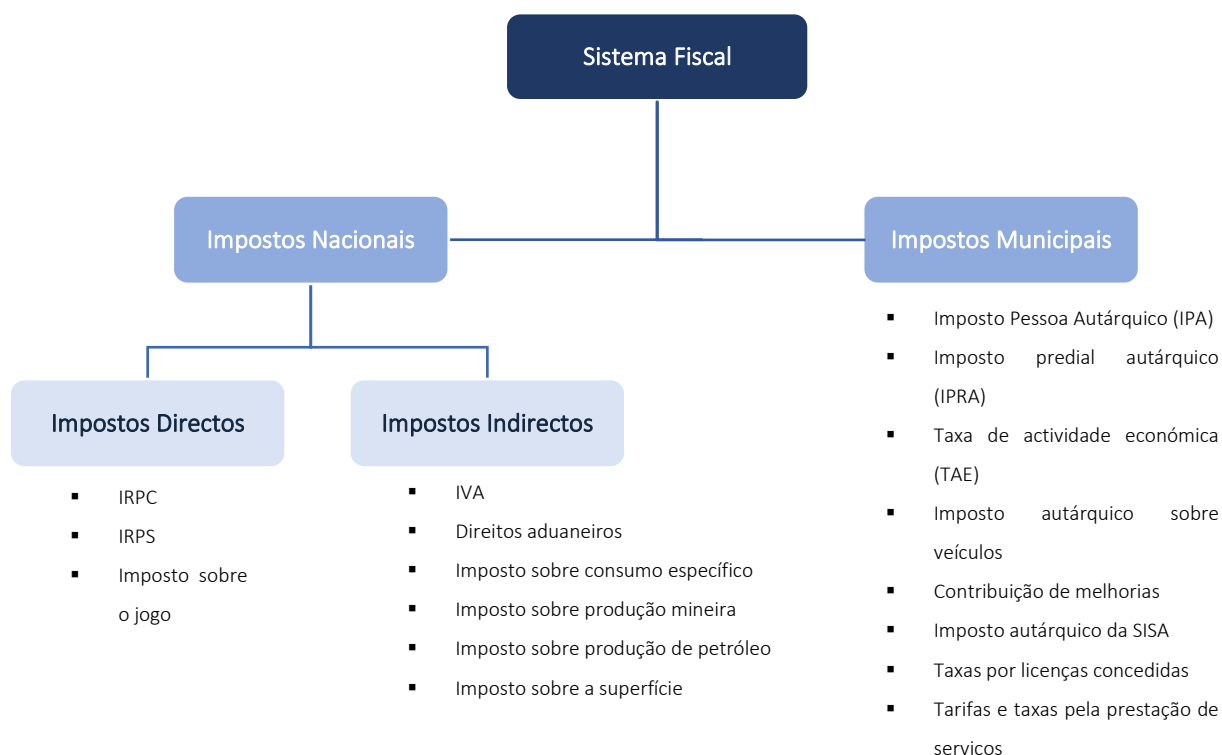 Sistema Fiscal
Impostos Nacionais
Impostos Municipais
Impostos Directos
Impostos Indirectos
▪ IRPC
▪ IRPS
▪ Imposto sobre
o jogo
▪ IVA
▪ Direitos aduaneiros
▪ Imposto sobre consumo específico
▪ Imposto sobre produção mineira
▪ Imposto sobre produção de petróleo
▪ Imposto sobre a superfície
▪ Imposto Pessoa Autárquico (IPA)
▪ Imposto predial autárquico
(IPRA)
▪ Taxa de actividade económica
(TAE)
▪ Imposto autárquico sobre
veículos
▪ Contribuição de melhorias
▪ Imposto autárquico da SISA
▪ Taxas por licenças concedidas
▪ Tarifas e taxas pela prestação de
serviços